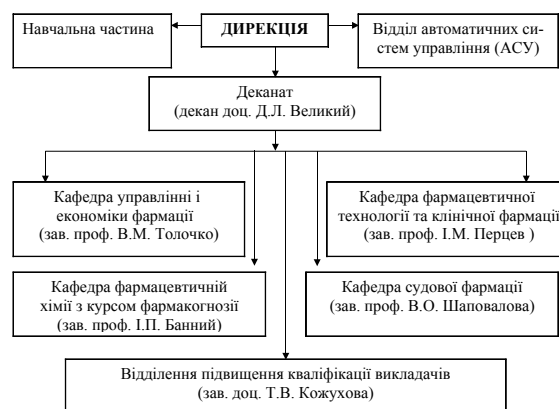 Навчальна частина
ДИРЕКЦІЯ
Відділ автоматичних си-
стем управління (АСУ)
Деканат
(декан доц. Д.Л. Великий)
Кафедра управлінні і
економіки фармації
(зав. проф. В.М. Толочко)
Кафедра фармацевтичної
технології та клінічної фармації
(зав. проф. І.М. Перцев )
Кафедра фармацевтичній
хімії з курсом фармакогнозії
(зав. проф. І.П. Банний)
Кафедра судової фармації
(зав. проф. В.О. Шаповалова)
Відділення підвищення кваліфікації викладачів
(зав. доц. Т.В. Кожухова)